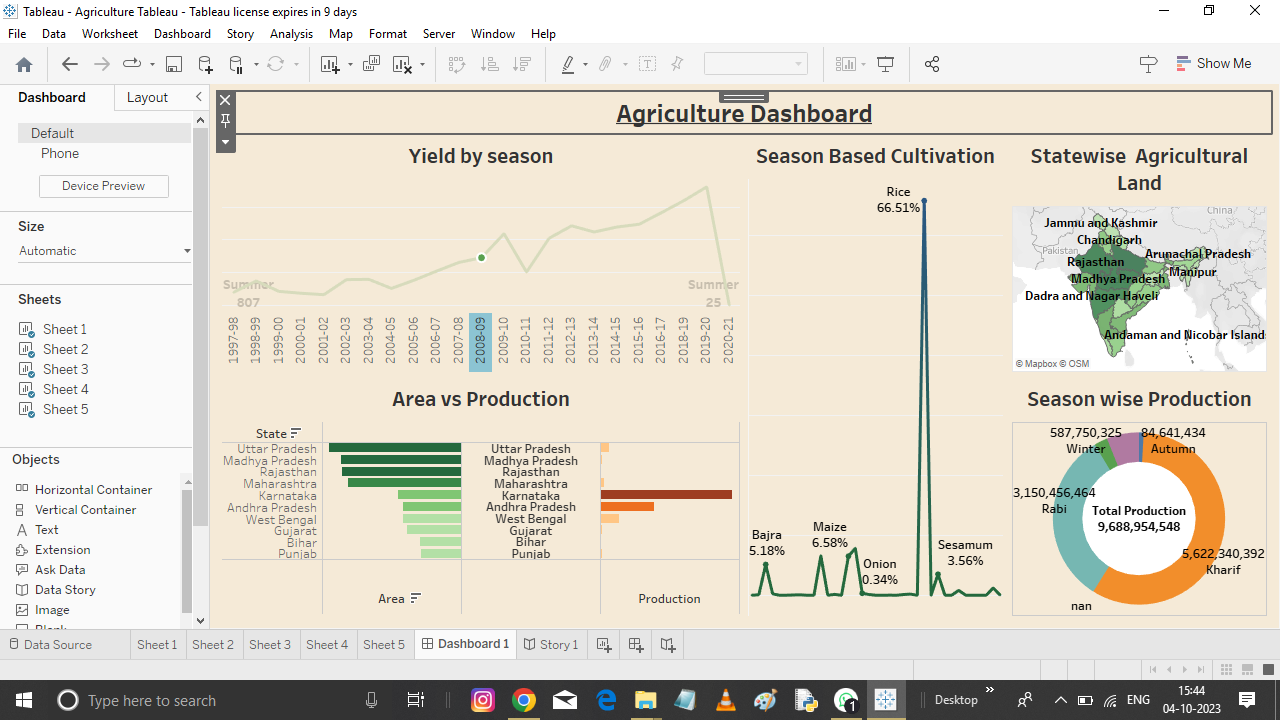 Tableau - Agriculture Tableau - Tableau license expires in 9 days
File Data Worksheet Dashboard Story Analysis Map Format Server Window Help
Show Me
Dashboard Layout
Default
Phone
Device Preview
Size
Automatic
Sheets
Sheet 1
Sheet 2
Sheet 3
Sheet 4
Sheet 5
Objects
Horizontal Container
Vertical Container
Text
Extension
Ask Data
Data Story
Image
Blank
Agriculture Dashboard
Yield by season
Summer
807
Summer
25
1997-98
1998-99
1999-00
2000-01
2001-02
2002-03
2003-04
2004-05
2005-06
2006-07
2007-08
2008-09
2009-10
2010-11
2011-12
2012-13
2013-14
2014-15
2015-16
2016-17
2017-18
2018-19
2019-20
2020-21
Area vs Production
State
Uttar Pradesh Uttar Pradesh
Madhya Pradesh Madhya Pradesh
Rajasthan Rajasthan
Maharashtra Maharashtra
Karnataka Karnataka
Andhra Pradesh Andhra Pradesh
West Bengal West Bengal
Gujarat Gujarat
Bihar Bihar
Punjab Punjab
Area Production
Season Based Cultivation
Rice
66.51%
Bajra
5.18%
Maize
6.58%
Onion
0.34%
Sesamum
3.56%
Statewise Agricultural
Land
China
Jammu and Kashmir
Chandigarh
Pakistan
Arunachal Pradesh
Rajasthan
Manipur
Madhya Pradesh
Dadra and Nagar Haveli
Andaman and Nicobar Islands
© Mapbox © OSM
Season wise Production
587,750,325
Winter
84,641,434
Autumn
3,150,456,464
Rabi
Total Production
9,688,954,548
5,622,340,392
Kharif
nan
Data Source Sheet 1 Sheet 2 Sheet 3 Sheet 4 Sheet 5 Dashboard 1 Story 1
Type here to search
1
Desktop
ENG
15:44
04-10-2023